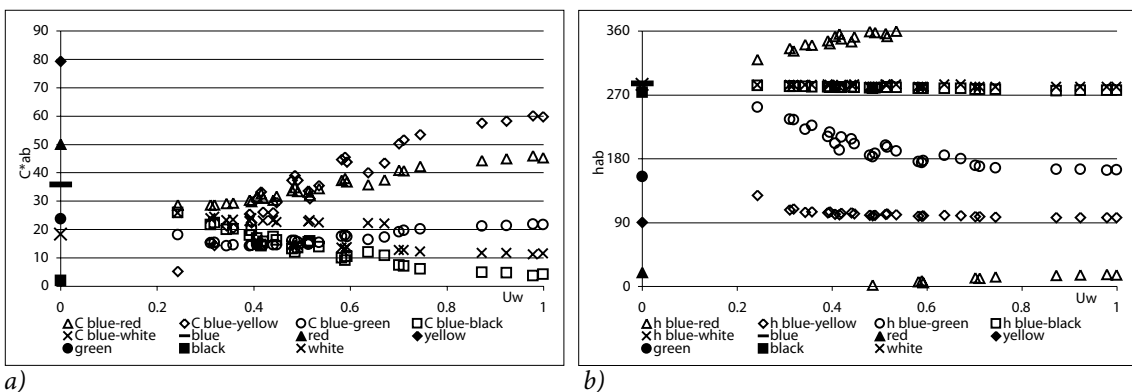 90
80
70
60
50
40
30
20
10
0
C*ab
0 0.2 0.4 0.6 0.8 1
Uw
C blue-red C blue-yellow C blue-green C blue-black
C blue-white blue red yellow
green black white
a)
360
270
180
90
0
hab
0 0.2 0.4 0.6 0.8 1
Uw
h blue-red h blue-yellow h blue-green h blue-black
h blue-white blue red yellow
green black white
b)